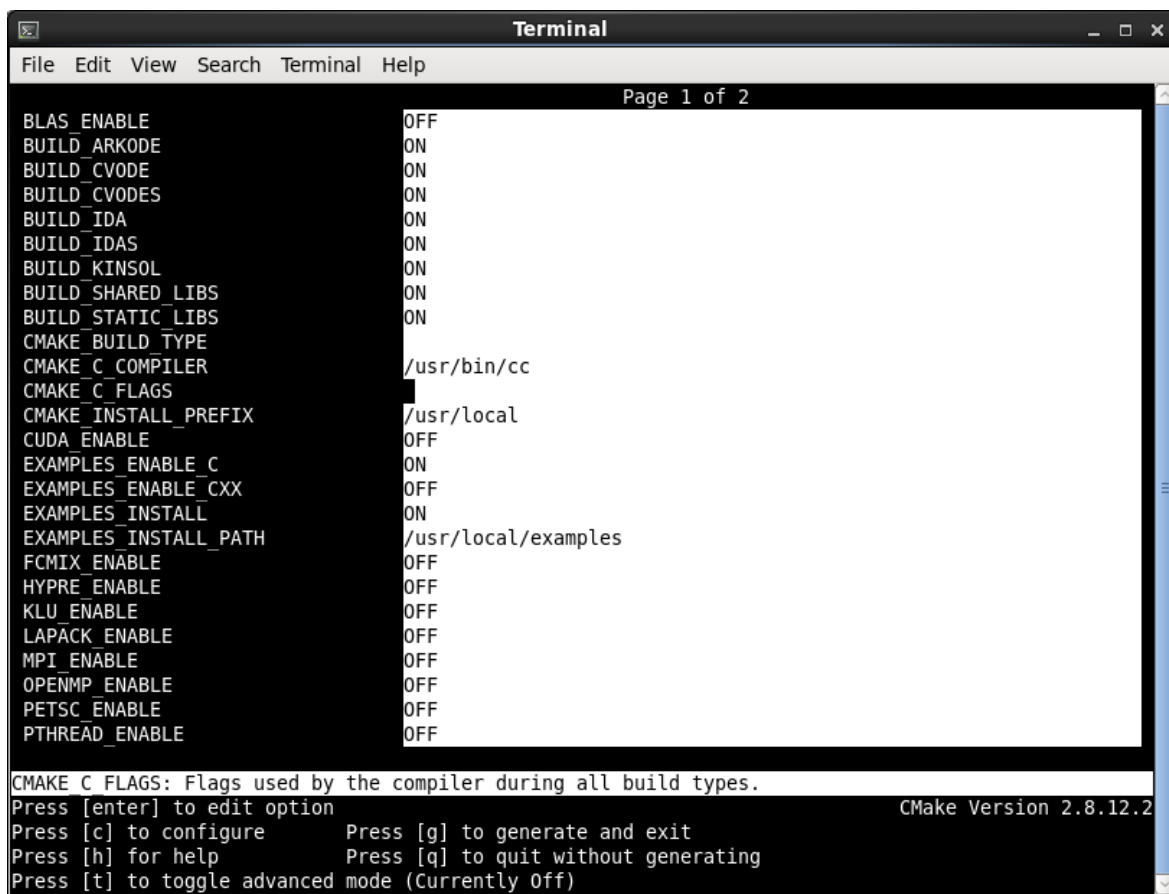 Terminal
File Edit View Search Terminal Help
Page 1 of 2
BLAS_ENABLE OFF
BUILD_ARKODE ON
BUILD_CVODE ON
BUILD_CVODES ON
BUILD_IDA ON
BUILD_IDAS ON
BUILD_KINSOL ON
BUILD_SHARED_LIBS ON
BUILD_STATIC_LIBS ON
CMAKE_BUILD_TYPE
CMAKE_C_COMPILER /usr/bin/cc
CMAKE_C_FLAGS
CMAKE_INSTALL_PREFIX /usr/local
CUDA_ENABLE OFF
EXAMPLES_ENABLE_C ON
EXAMPLES_ENABLE_CXX OFF
EXAMPLES_INSTALL ON
EXAMPLES_INSTALL_PATH /usr/local/examples
FCMIX_ENABLE OFF
HYPRE_ENABLE OFF
KLU_ENABLE OFF
LAPACK_ENABLE OFF
MPI_ENABLE OFF
OPENMP_ENABLE OFF
PETSC_ENABLE OFF
PTHREAD_ENABLE OFF
CMAKE_C_FLAGS: Flags used by the compiler during all build types.
Press [enter] to edit option CMake Version 2.8.12.2
Press [c] to configure Press [g] to generate and exit
Press [h] for help Press [q] to quit without generating
Press [t] to toggle advanced mode (Currently Off)